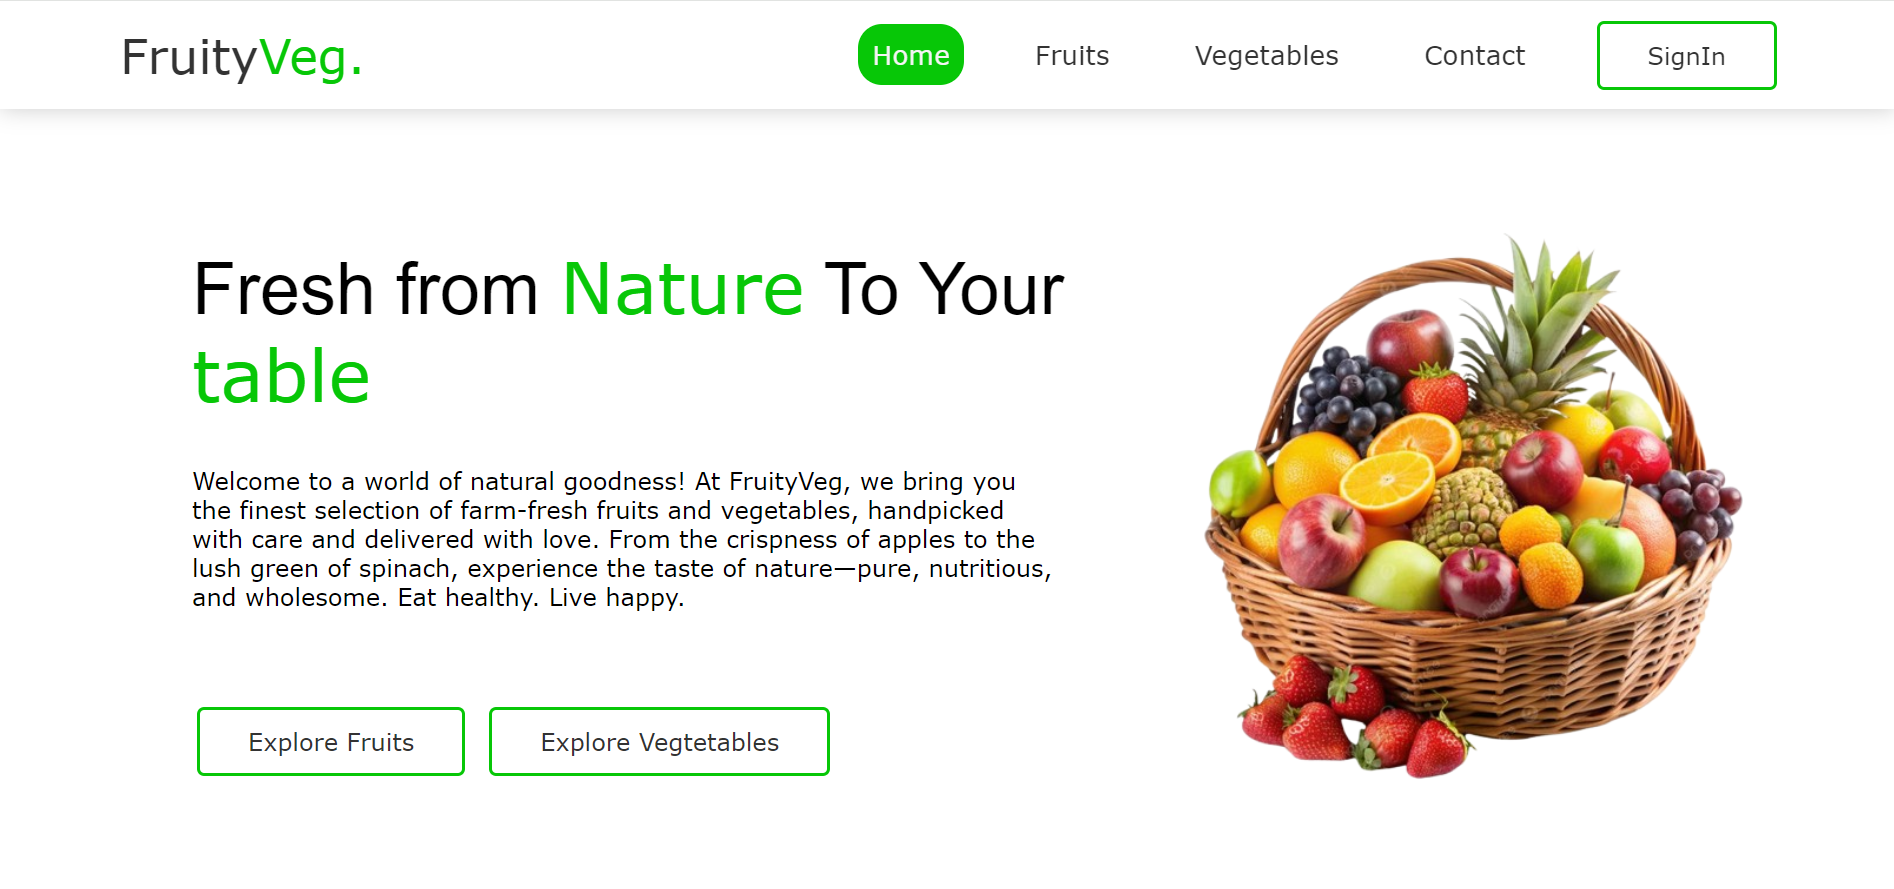 FruityVeg.
Home
Fruits
Vegetables
Contact
SignIn
Fresh from Nature To Your
table
Welcome to a world of natural goodness! At FruityVeg, we bring you
the finest selection of farm-fresh fruits and vegetables, handpicked
with care and delivered with love. From the crispness of apples to the
lush green of spinach, experience the taste of nature—pure, nutritious,
and wholesome. Eat healthy. Live happy.
Explore Fruits
Explore Vegtetables